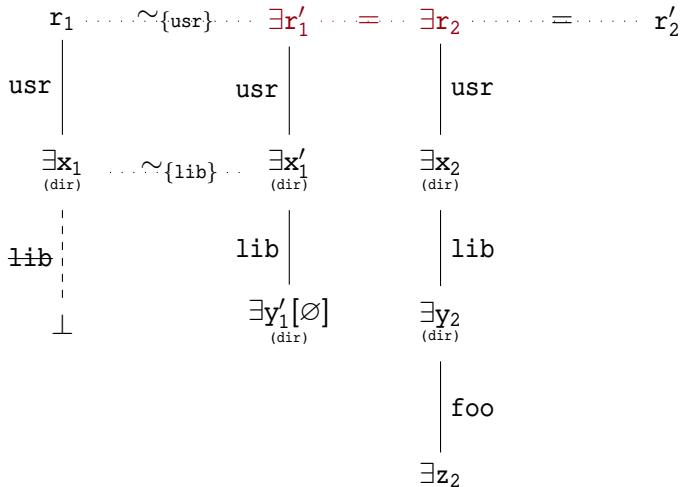 r₁ ∼{usr} ∃r′₁ = ∃r₂ = r′₂
usr usr usr
∃x₁ ∼{lib} ∃x′₁ ∃x₂
(dir) (dir) (dir)
lib lib lib
⊥ ∃y′₁[∅] ∃y₂
(dir) (dir)
foo
∃z₂